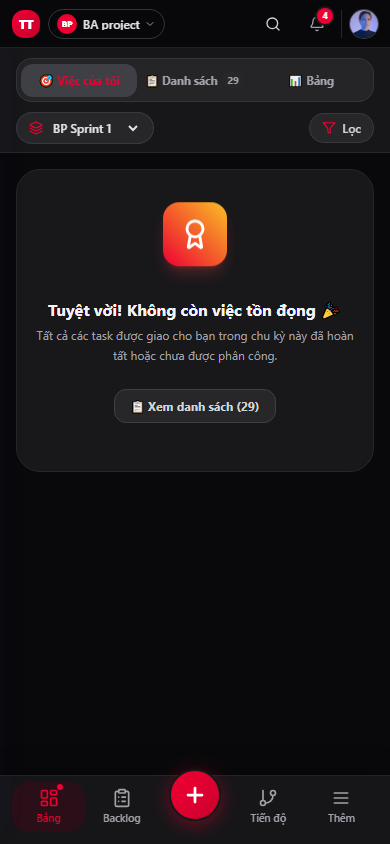 TT BP BA project 4
🎯 Việc của tôi 📋 Danh sách 29 📊 Bảng
BP Sprint 1 Lọc
Tuyệt vời! Không còn việc tồn đọng 🎉
Tất cả các task được giao cho bạn trong chu kỳ này đã hoàn
tất hoặc chưa được phân công.
📋 Xem danh sách (29)
Bảng Backlog Tiến độ Thêm